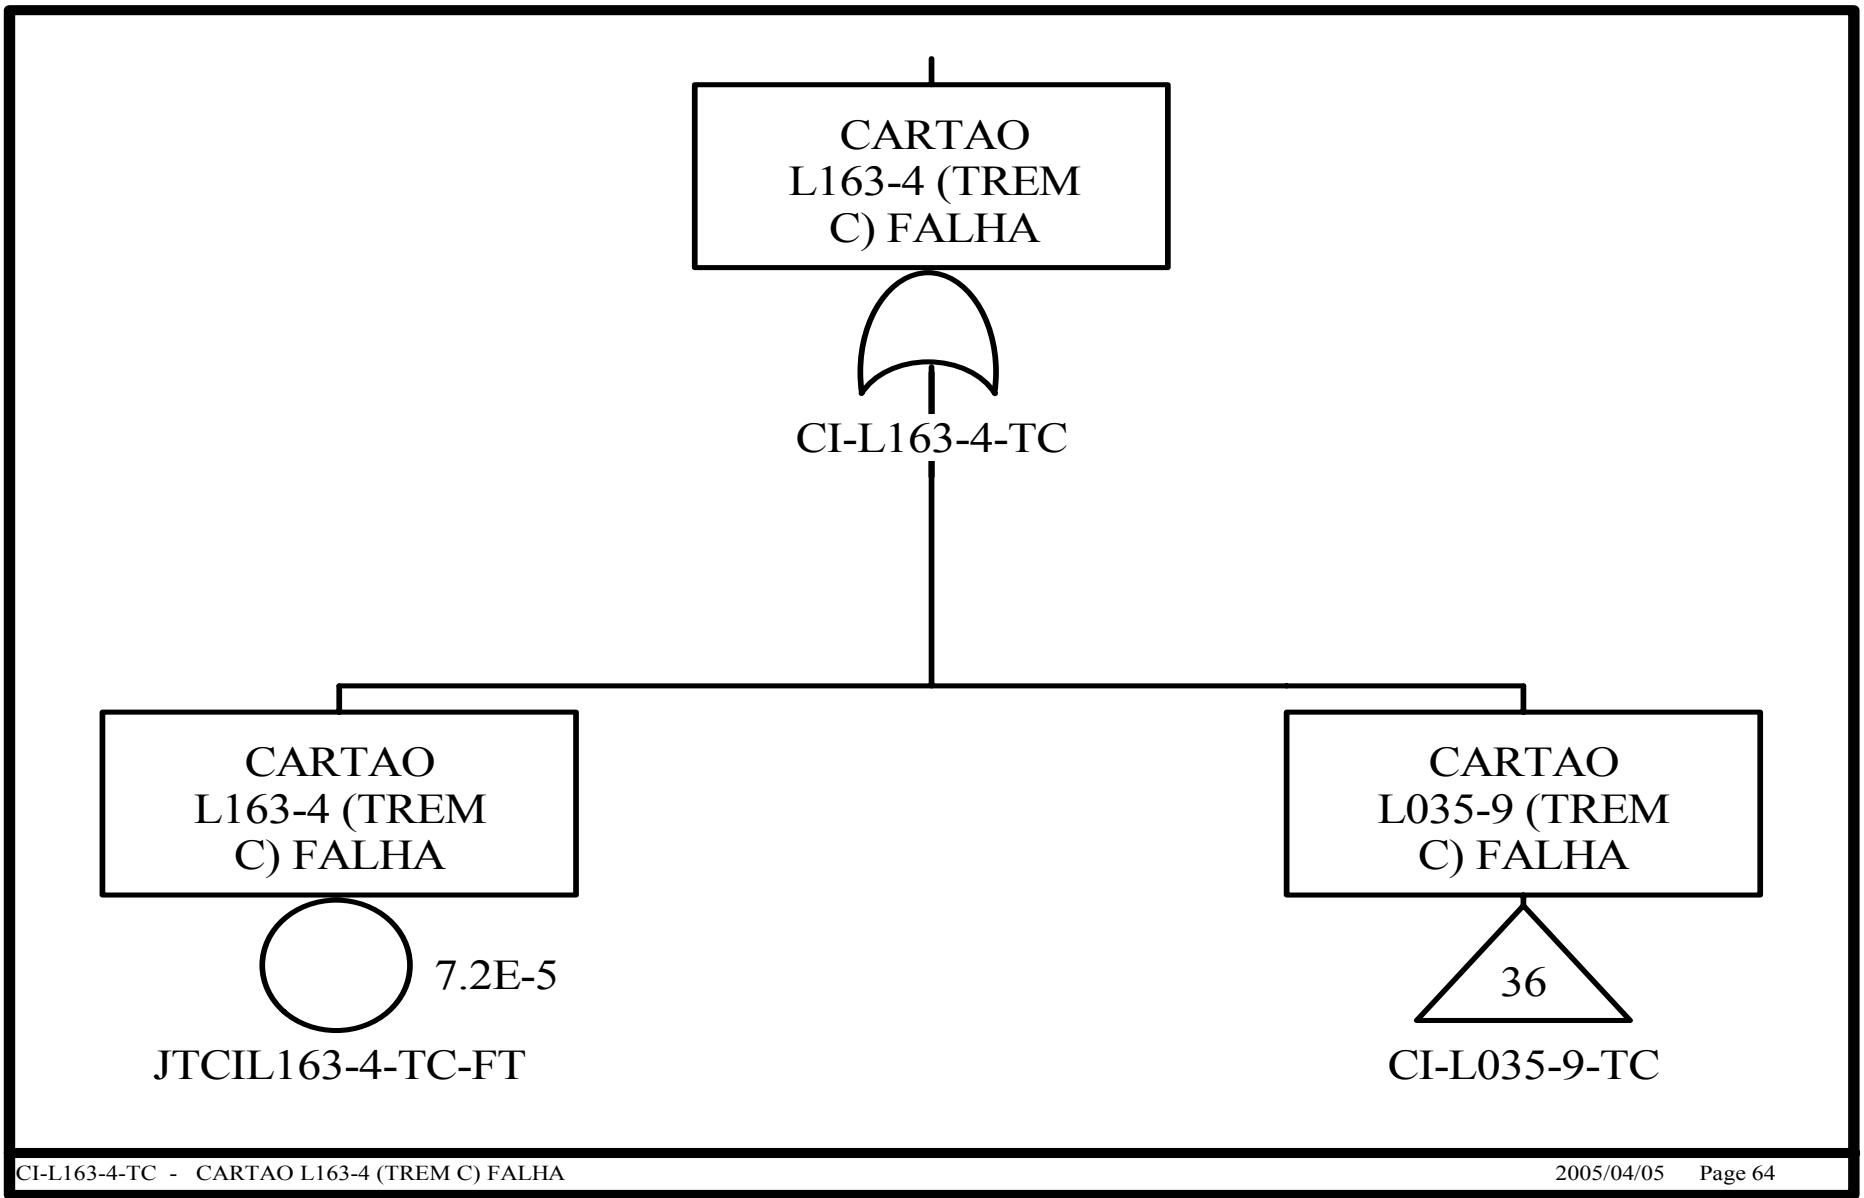 CARTAO
L163-4 (TREM
C) FALHA
CI-L163-4-TC
CARTAO
L163-4 (TREM
C) FALHA
7.2E-5
JTCIL163-4-TC-FT
CARTAO
L035-9 (TREM
C) FALHA
36
CI-L035-9-TC
CI-L163-4-TC - CARTAO L163-4 (TREM C) FALHA
2005/04/05 Page 64